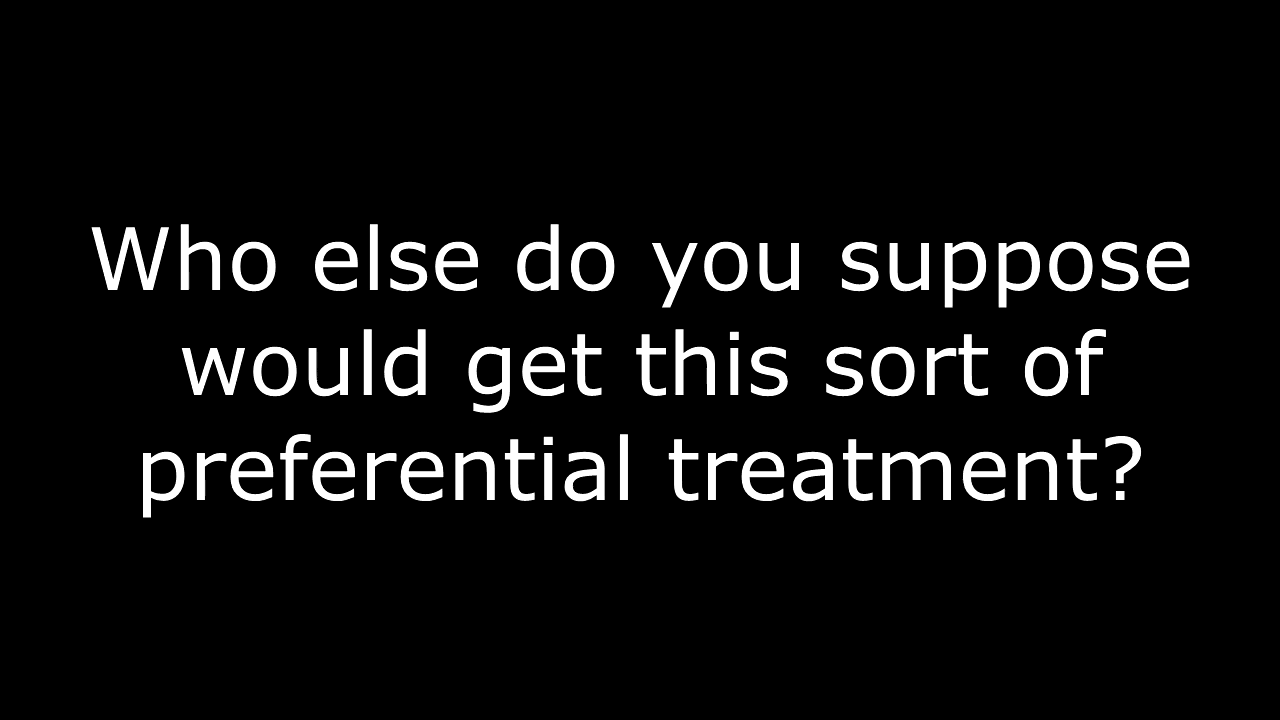 Who else do you suppose
would get this sort of
preferential treatment?